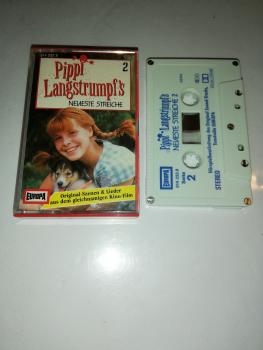 2
Pippi
Langstrumpf's
NEUESTE STREICHE
EUROPA
Original-Szenen & Lieder
aus dem gleichnamigen Kino-Film
Pippi
Langstrumpf's
NEUESTE STREICHE 2
EUROPA
2
STEREO